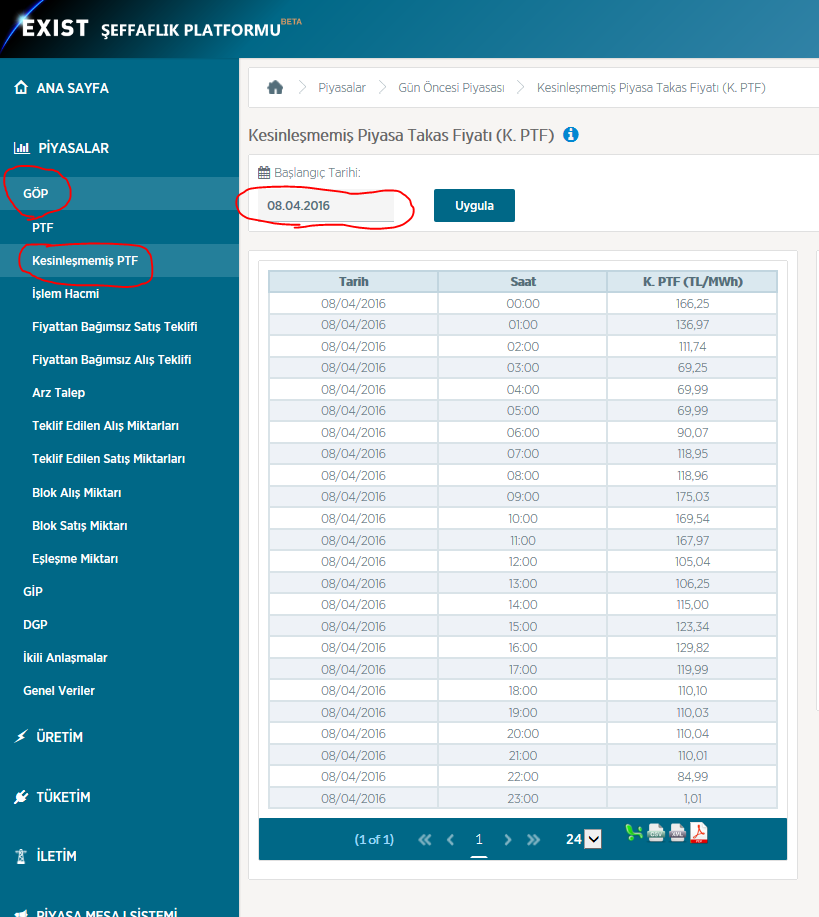 EXIST ŞEFFAFLIK PLATFORMU BETA
ANA SAYFA
PİYASALAR
GÖP
PTF
Kesinleşmemiş PTF
İşlem Hacmi
Fiyattan Bağımsız Satış Teklifi
Fiyattan Bağımsız Alış Teklifi
Arz Talep
Teklif Edilen Alış Miktarları
Teklif Edilen Satış Miktarları
Blok Alış Miktarı
Blok Satış Miktarı
Eşleşme Miktarı
GİP
DGP
İkili Anlaşmalar
Genel Veriler
ÜRETİM
TÜKETİM
İLETİM
PİYASA MESAJ SİSTEMİ
Piyasalar Gün Öncesi Piyasası Kesinleşmemiş Piyasa Takas Fiyatı (K. PTF)
Kesinleşmemiş Piyasa Takas Fiyatı (K. PTF)
Başlangıç Tarihi:
08.04.2016 Uygula
Tarih Saat K. PTF (TL/MWh)
08/04/2016 00:00 166,25
08/04/2016 01:00 136,97
08/04/2016 02:00 111,74
08/04/2016 03:00 69,25
08/04/2016 04:00 69,99
08/04/2016 05:00 69,99
08/04/2016 06:00 90,07
08/04/2016 07:00 118,95
08/04/2016 08:00 118,96
08/04/2016 09:00 175,03
08/04/2016 10:00 169,54
08/04/2016 11:00 167,97
08/04/2016 12:00 105,04
08/04/2016 13:00 106,25
08/04/2016 14:00 115,00
08/04/2016 15:00 123,34
08/04/2016 16:00 129,82
08/04/2016 17:00 119,99
08/04/2016 18:00 110,10
08/04/2016 19:00 110,03
08/04/2016 20:00 110,04
08/04/2016 21:00 110,01
08/04/2016 22:00 84,99
08/04/2016 23:00 1,01
(1 of 1) 1 24 CSV XML PDF